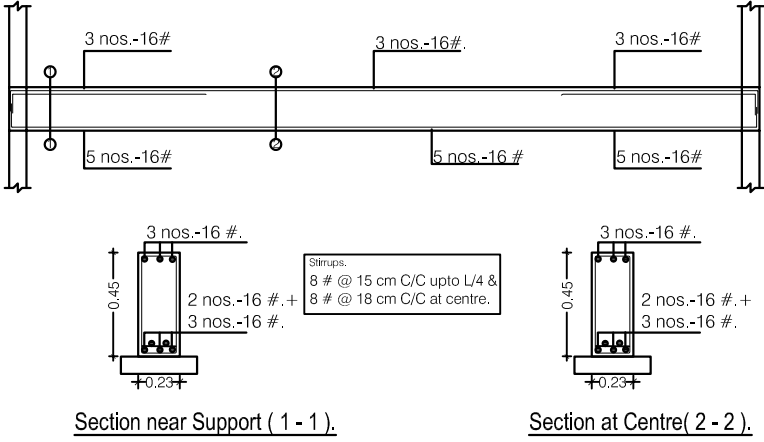 3 nos.-16#
3 nos.-16#.
3 nos.-16#
1
2
1
2
5 nos.-16#
5 nos.-16 #
5 nos.-16#
3 nos.-16 #.
3 nos.-16 #.
Stirrups.
8 # @ 15 cm C/C upto L/4 &
8 # @ 18 cm C/C at centre.
0.45
2 nos.-16 #.+
3 nos.-16 #.
0.45
2 nos.-16 #.+
3 nos.-16 #.
0.23
0.23
Section near Support ( 1 - 1 ).
Section at Centre( 2 - 2 ).